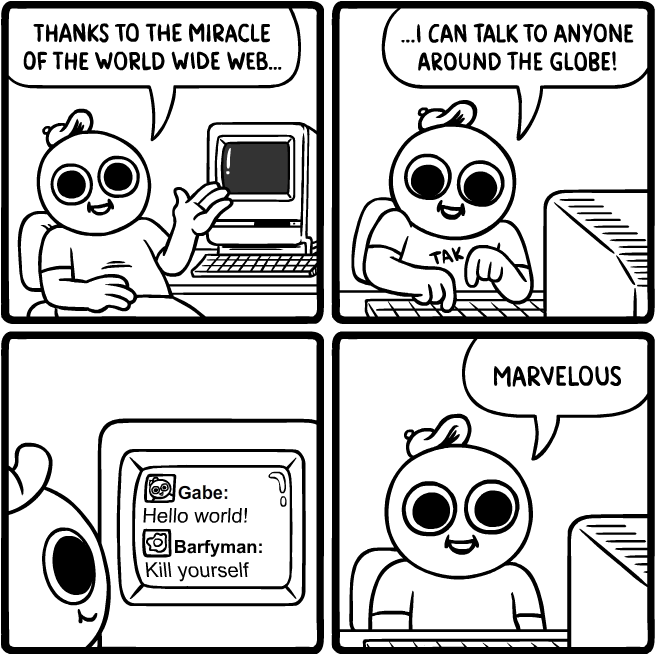 THANKS TO THE MIRACLE
OF THE WORLD WIDE WEB...
...I CAN TALK TO ANYONE
AROUND THE GLOBE!
TAK
Gabe:
Hello world!
Barfyman:
Kill yourself
MARVELOUS